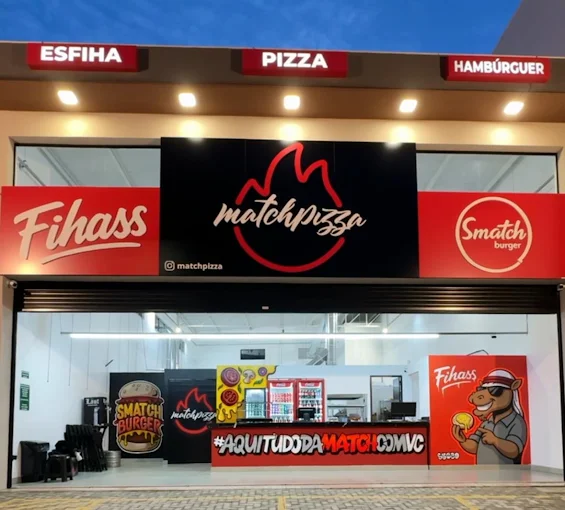 ESFIHA
PIZZA
HAMBÚRGUER
Fihass
matchpizza
matchpizza
Smatch
burger
SMATCH
BURGER
matchpizza
Fihass
#AQUITUDODAMATCHCOMVC